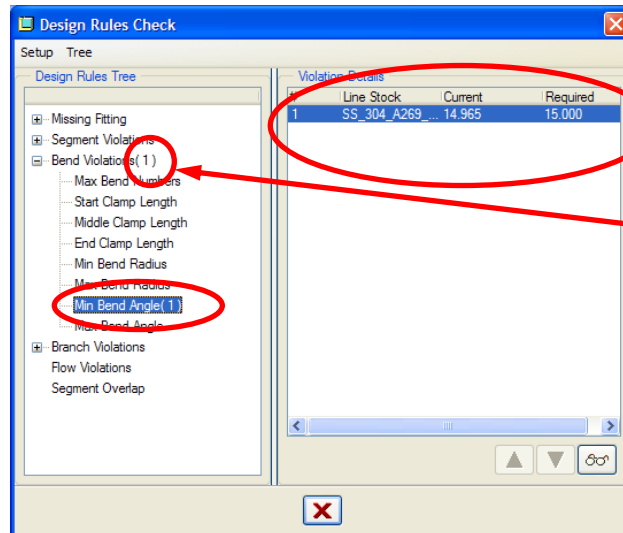 Design Rules Check
Setup Tree
Design Rules Tree
Missing Fitting
Segment Violations
Bend Violations( 1 )
Max Bend Numbers
Start Clamp Length
Middle Clamp Length
End Clamp Length
Min Bend Radius
Max Bend Radius
Min Bend Angle( 1 )
Max Bend Angle
Branch Violations
Flow Violations
Segment Overlap
Violation Details
# Line Stock Current Required
1 SS_304_A269_... 14.965 15.000